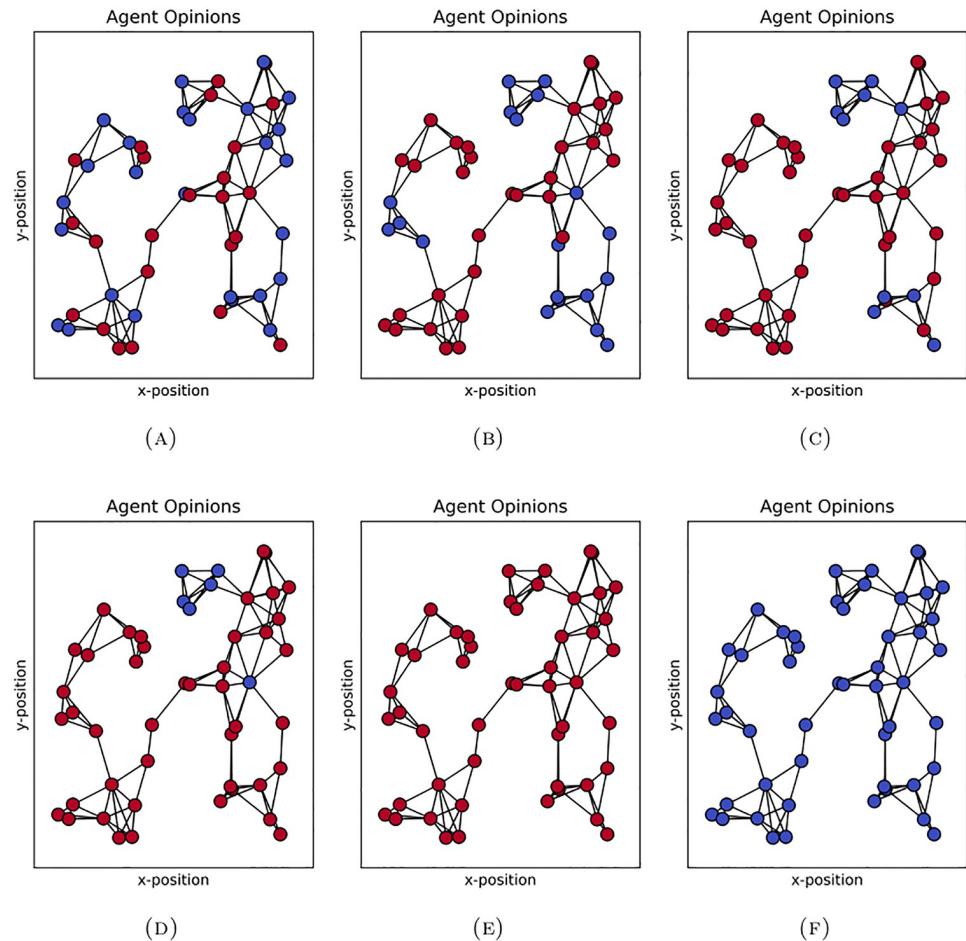 Agent Opinions Agent Opinions Agent Opinions
y-position y-position y-position
x-position x-position x-position
(A) (B) (C)
Agent Opinions Agent Opinions Agent Opinions
y-position y-position y-position
x-position x-position x-position
(D) (E) (F)